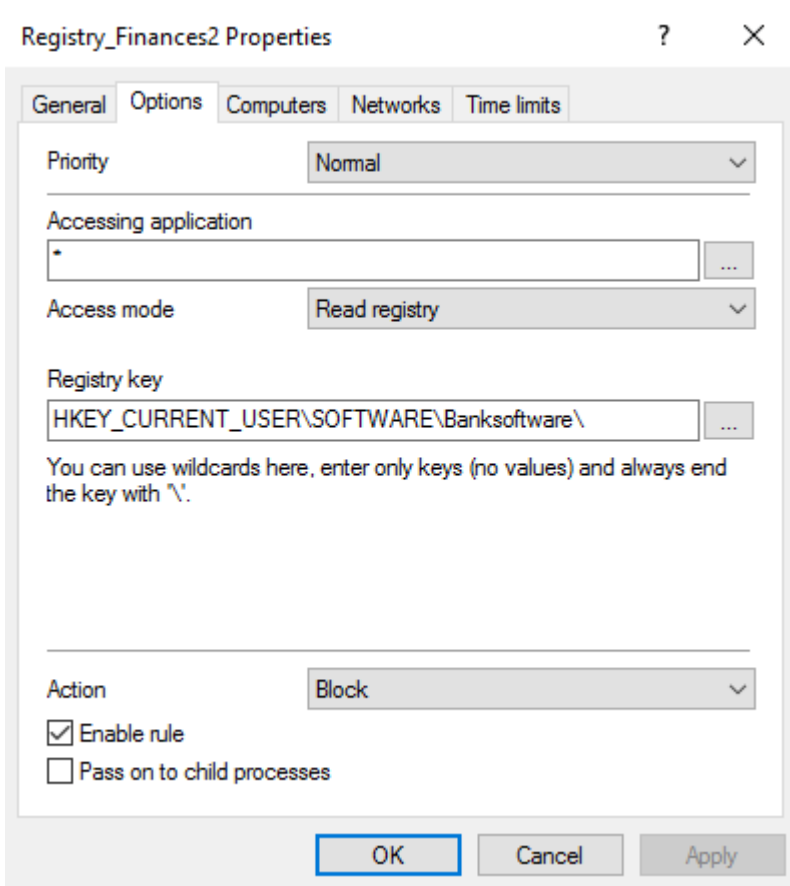 Registry_Finances2 Properties ?
General Options Computers Networks Time limits
Priority Normal
Accessing application
* ...
Access mode Read registry
Registry key
HKEY_CURRENT_USER\SOFTWARE\Banksoftware\ ...
You can use wildcards here, enter only keys (no values) and always end
the key with '\'.
Action Block
Enable rule
Pass on to child processes
OK Cancel Apply